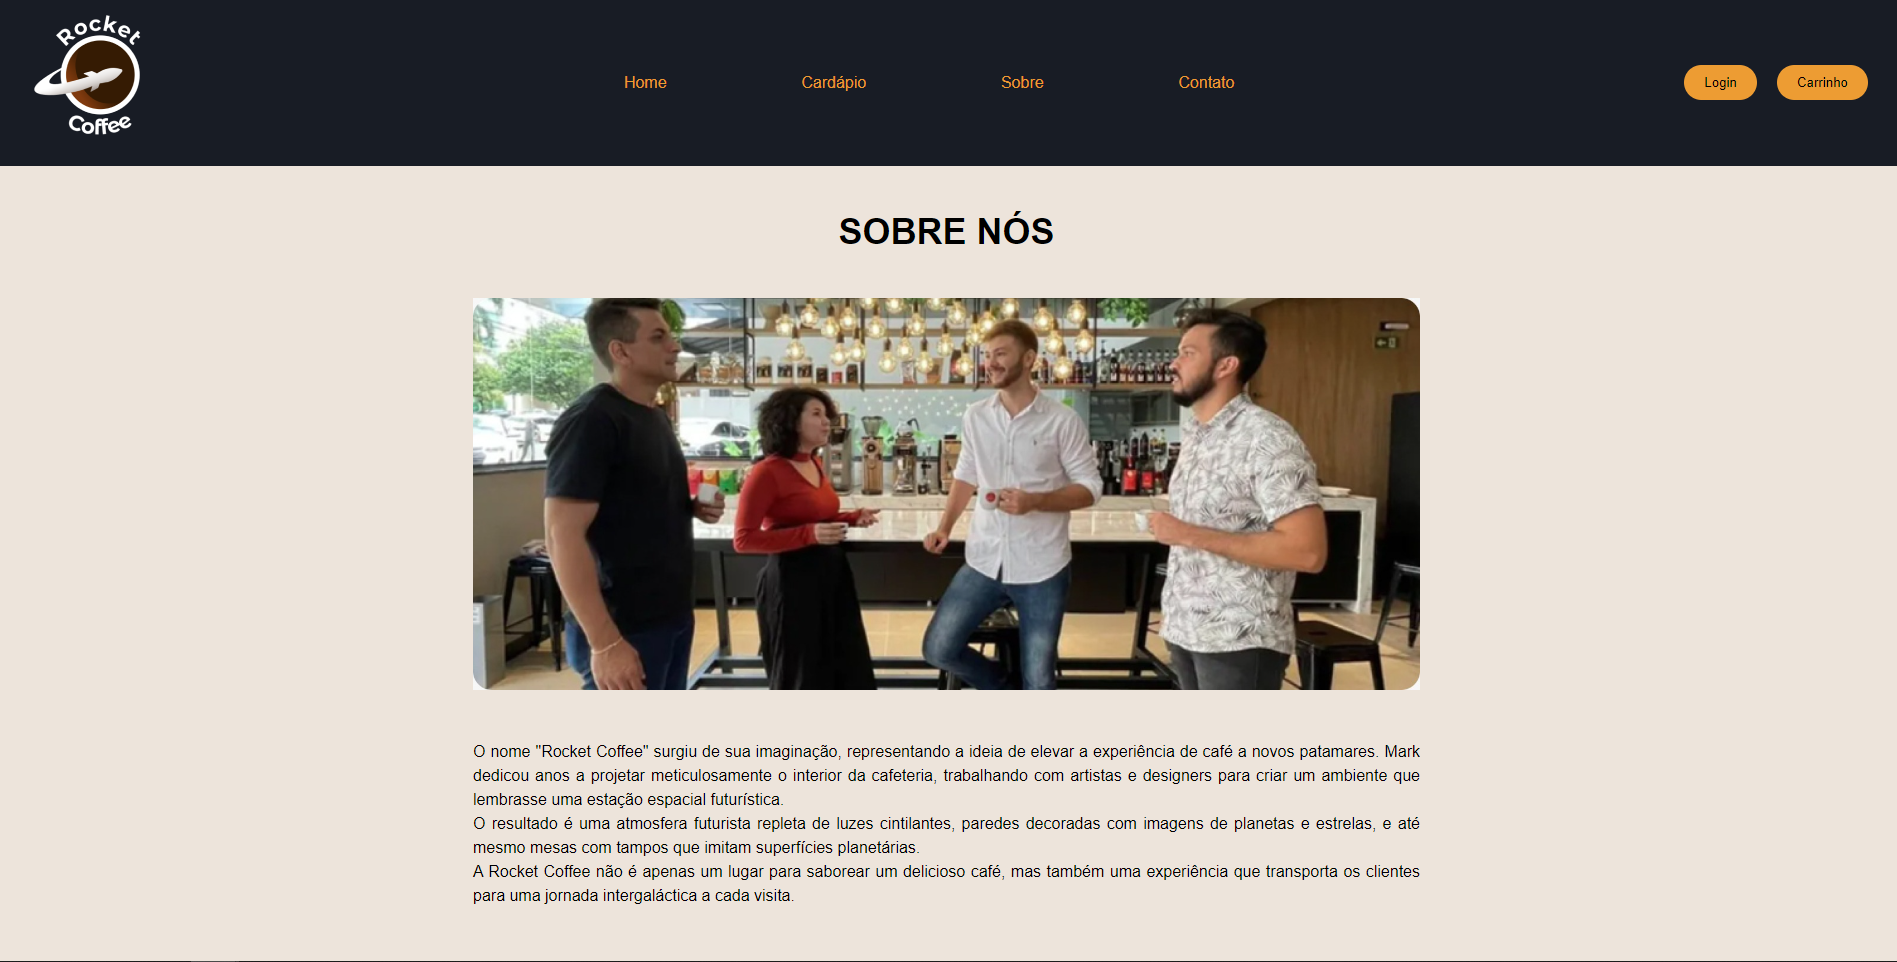 Rocket
Coffee
Home
Cardápio
Sobre
Contato
Login
Carrinho
SOBRE NÓS
O nome "Rocket Coffee" surgiu de sua imaginação, representando a ideia de elevar a experiência de café a novos patamares. Mark
dedicou anos a projetar meticulosamente o interior da cafeteria, trabalhando com artistas e designers para criar um ambiente que
lembrasse uma estação espacial futurística.
O resultado é uma atmosfera futurista repleta de luzes cintilantes, paredes decoradas com imagens de planetas e estrelas, e até
mesmo mesas com tampos que imitam superfícies planetárias.
A Rocket Coffee não é apenas um lugar para saborear um delicioso café, mas também uma experiência que transporta os clientes
para uma jornada intergaláctica a cada visita.